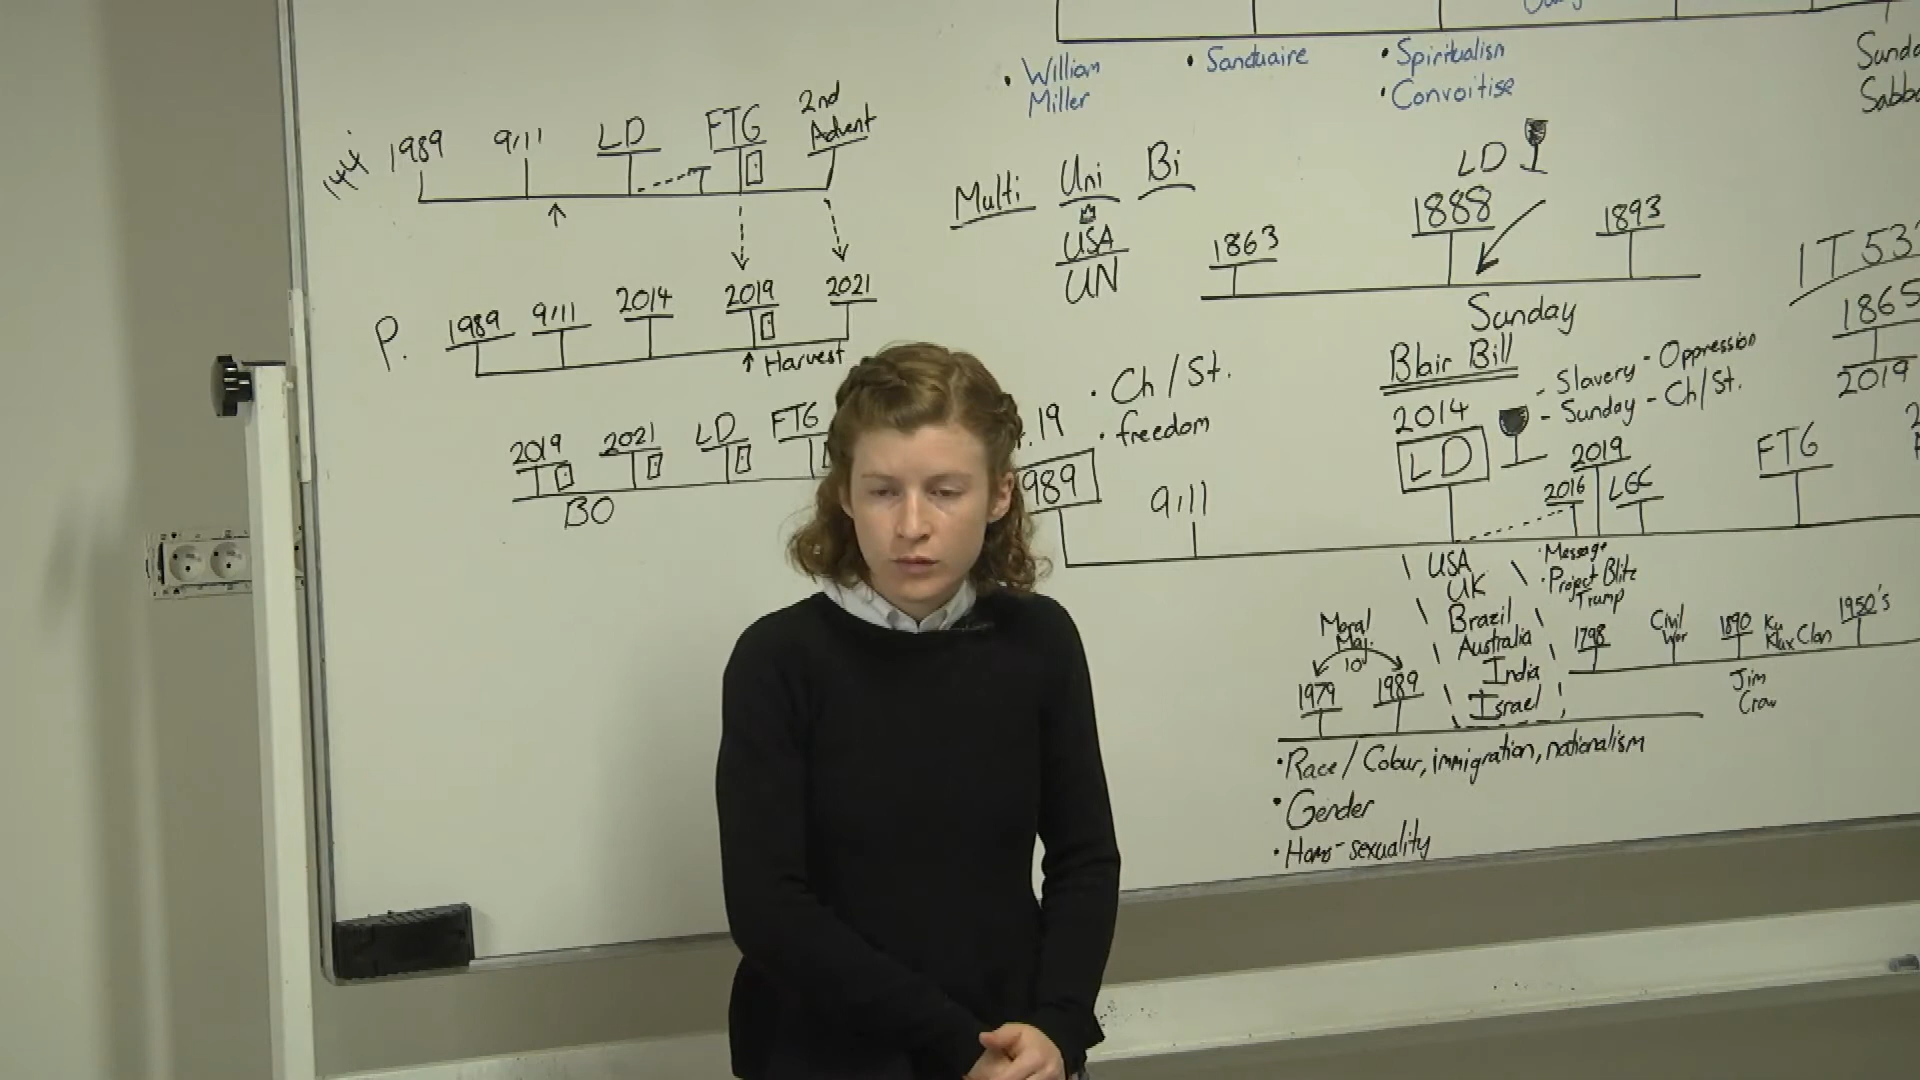 • William
Miller
• Sanctuaire
• Spiritualism
• Convoitise
144
1989
9/11
LD
FTG
2nd
Advent
Multi
Uni
Bi
USA
UN
LD
1863
1888
1893
Sunday
P.
1989
9/11
2014
2019
2021
↑ Harvest
Blair Bill
- Slavery - Oppression
- Sunday - Ch/St.
1865
2019
2019
2021
LD
FTG
BO
• Ch/St.
• freedom
19
989
9/11
2014
LD
2019
2016
LGC
FTG
USA
UK
Brazil
Australia
India
Israel
• Message
• Project Blitz
Trump
Moral
Maj.
10
1979
1989
1798
Civil
War
1890
Ku
Klux Clan
1950's
Jim
Crow
• Race / Colour, immigration, nationalism
• Gender
• Homo-sexuality